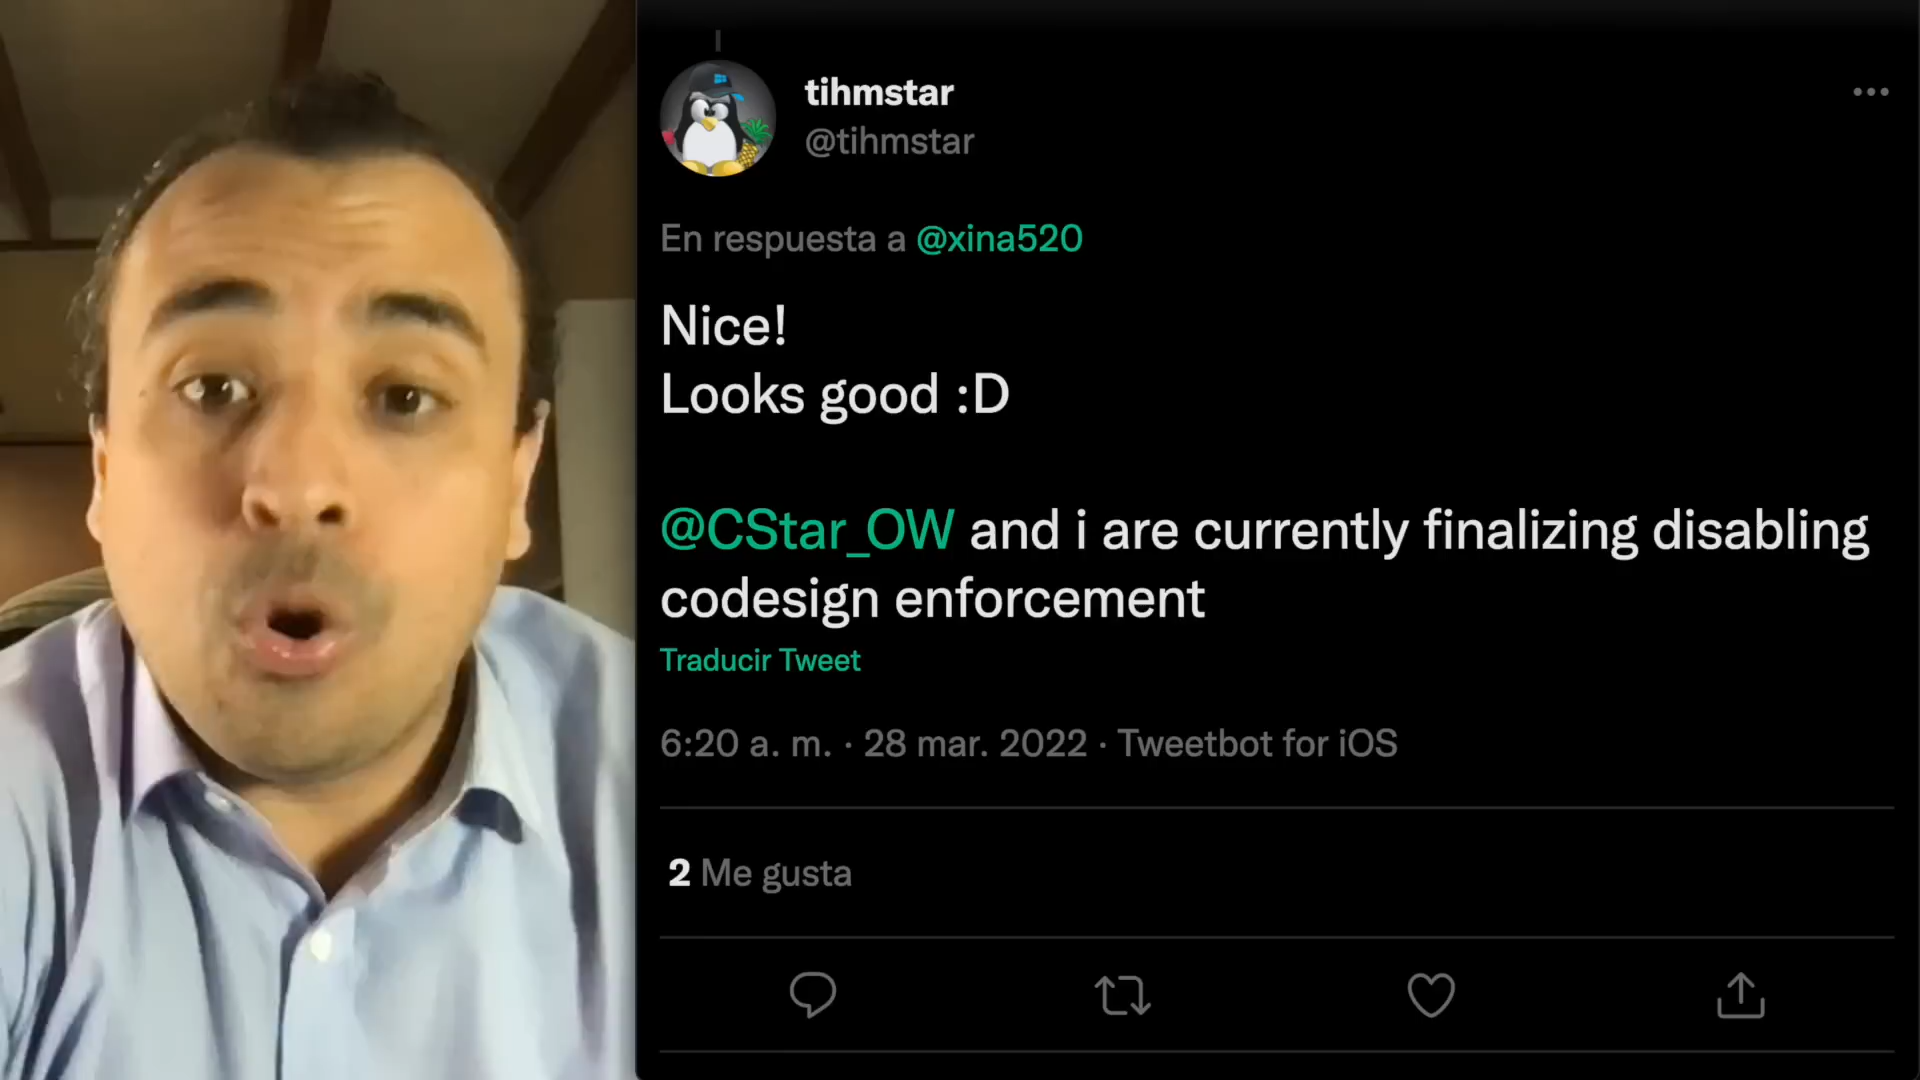 tihmstar
@tihmstar
En respuesta a @xina520
Nice!
Looks good :D
@CStar_OW and i are currently finalizing disabling
codesign enforcement
Traducir Tweet
6:20 a. m. · 28 mar. 2022 · Tweetbot for iOS
2 Me gusta